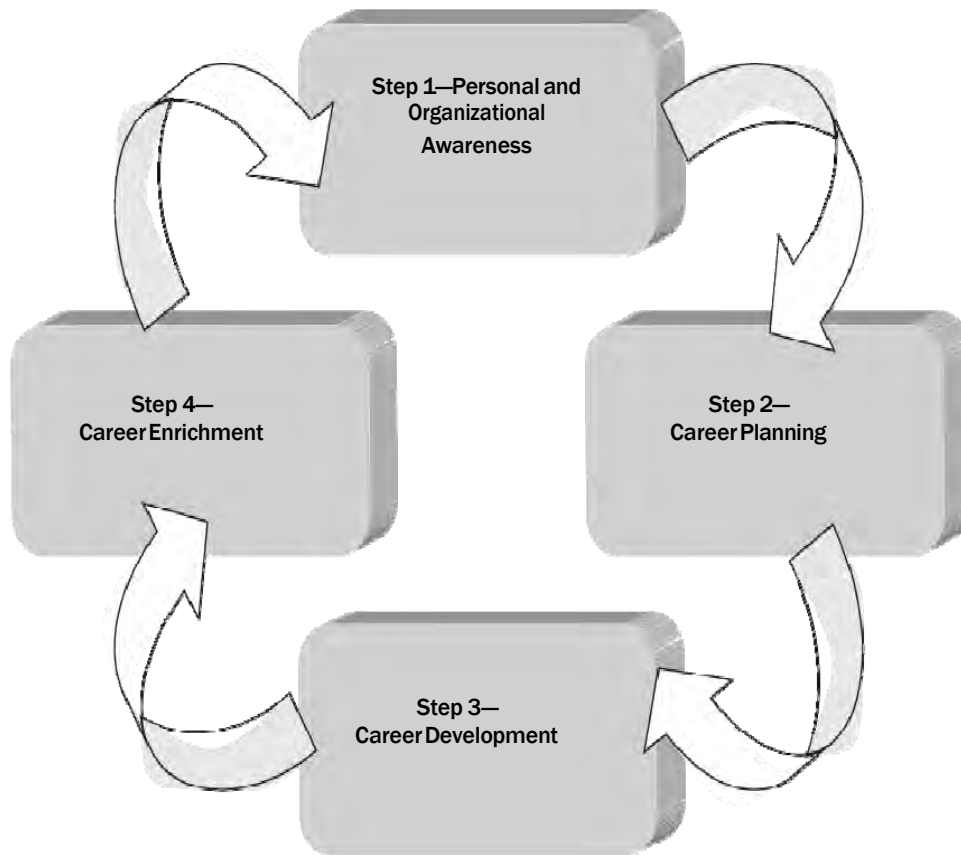 Step 1—Personal and
Organizational
Awareness
Step 2—
Career Planning
Step 3—
Career Development
Step 4—
Career Enrichment